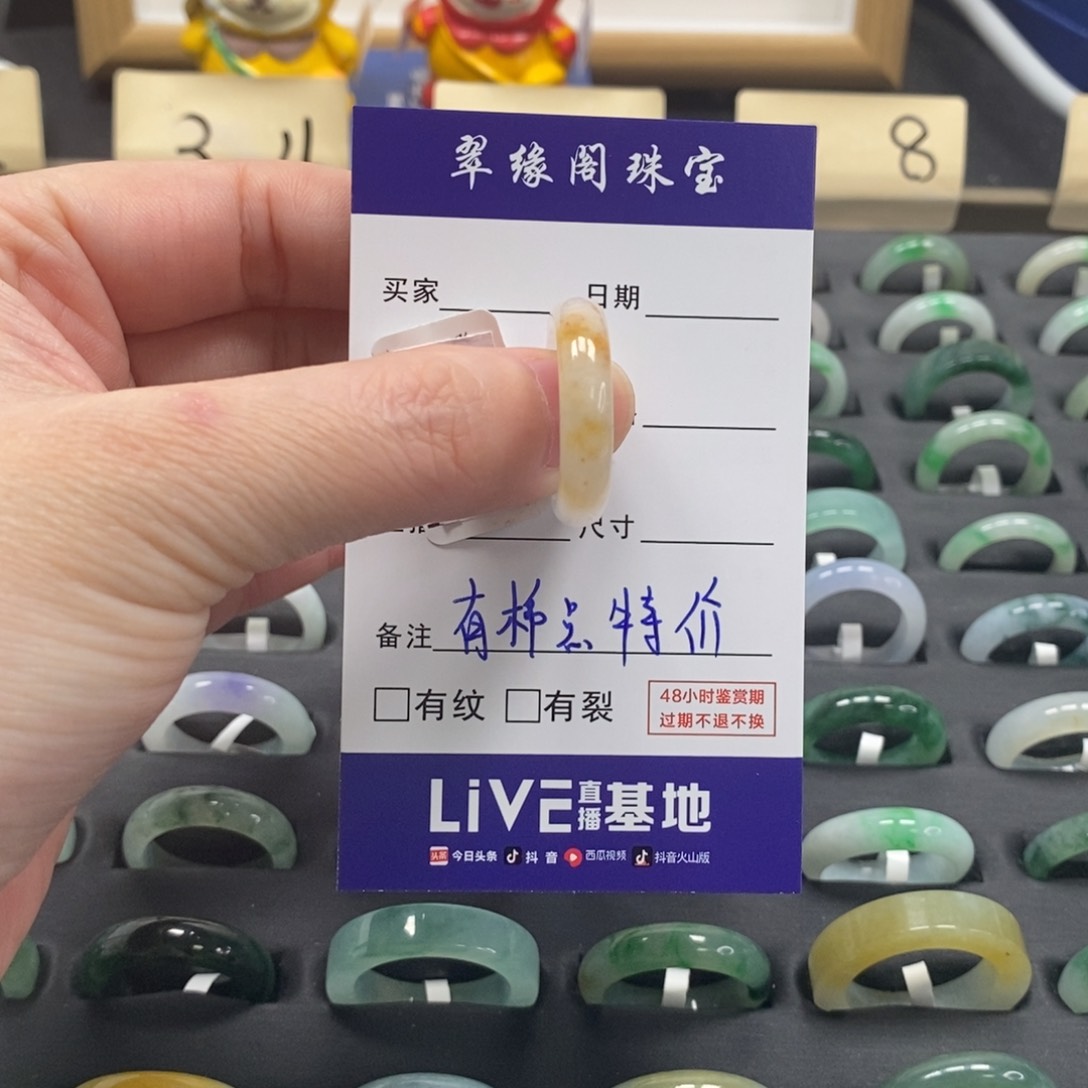 8
翠缘阁珠宝
买家 日期
尺寸
备注 有棉点特价
□有纹 □有裂
48小时鉴赏期
过期不退不换
LiVE直播基地
今日头条 抖音 西瓜视频 抖音火山版